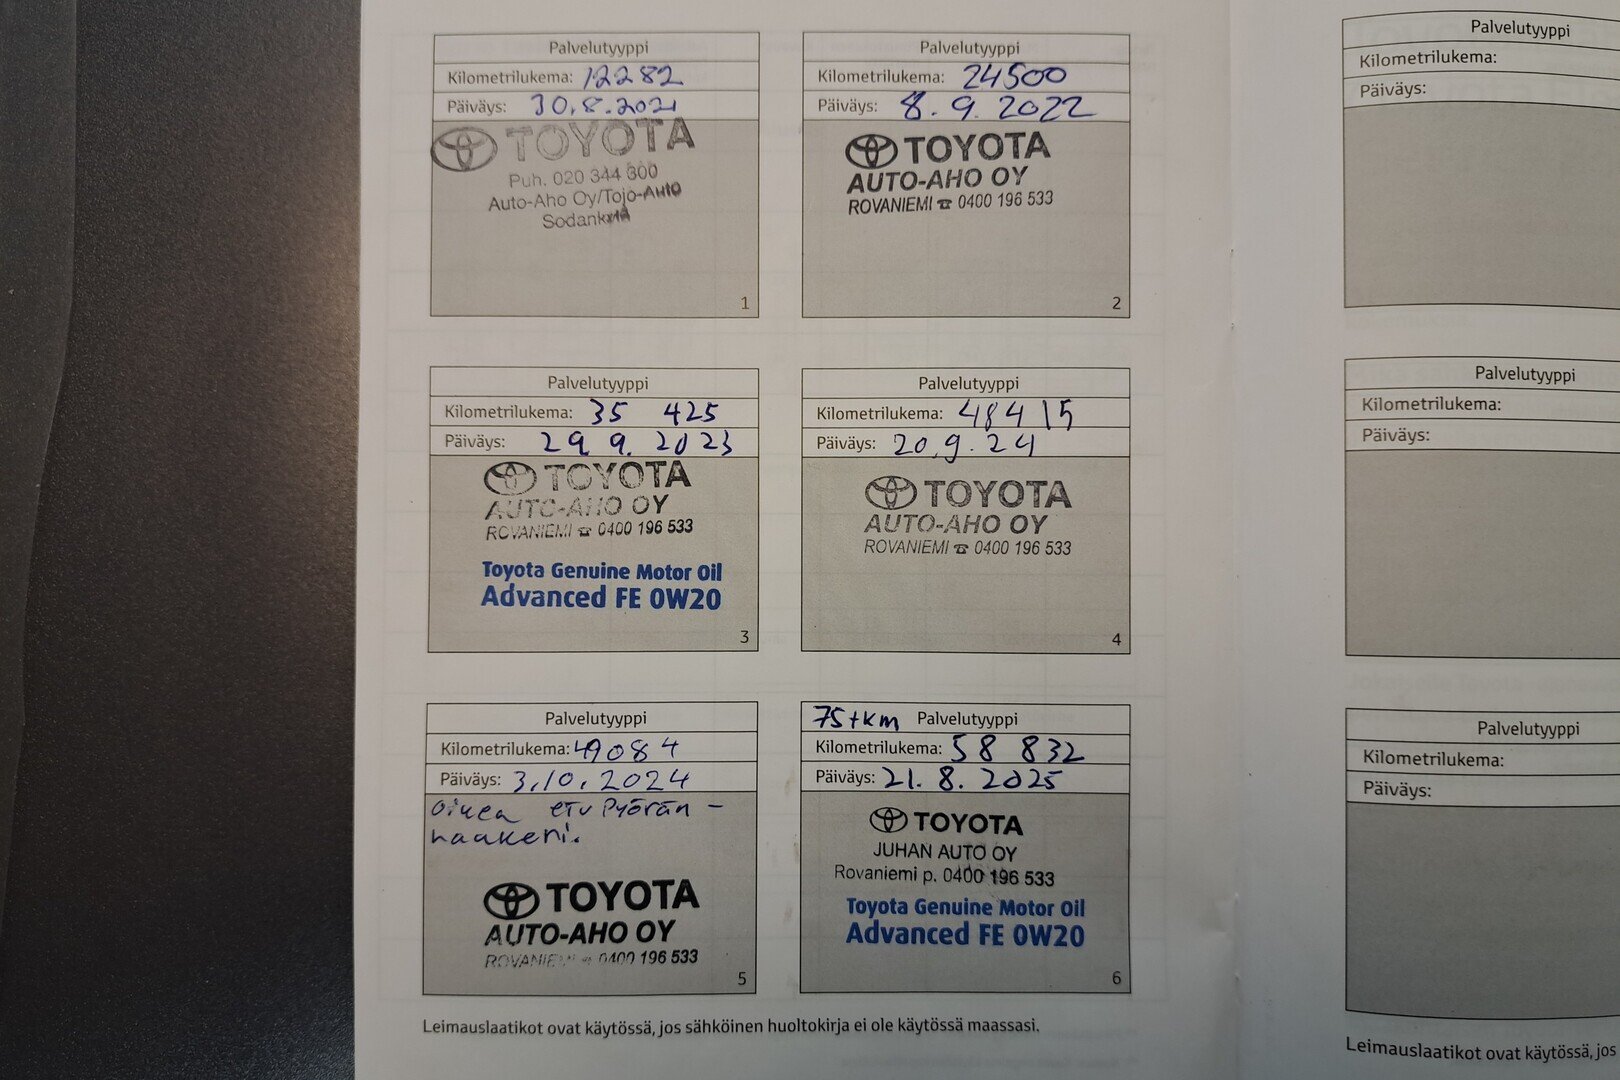 Palvelutyyppi
Kilometrilukema: 12282
Päiväys: 30.8.2021
TOYOTA
Puh. 020 344 300
Auto-Aho Oy/Tojo-Auto
Sodankylä
1
Palvelutyyppi
Kilometrilukema: 24500
Päiväys: 8.9.2022
TOYOTA
AUTO-AHO OY
ROVANIEMI ☎ 0400 196 533
2
Palvelutyyppi
Kilometrilukema: 35 425
Päiväys: 29.9.2023
TOYOTA
AUTO-AHO OY
ROVANIEMI ☎ 0400 196 533
Toyota Genuine Motor Oil
Advanced FE 0W20
3
Palvelutyyppi
Kilometrilukema: 48415
Päiväys: 20.9.24
TOYOTA
AUTO-AHO OY
ROVANIEMI ☎ 0400 196 533
4
Palvelutyyppi
Kilometrilukema: 49084
Päiväys: 3.10.2024
oikea etupyörän-
laakeri.
TOYOTA
AUTO-AHO OY
ROVANIEMI ☎ 0400 196 533
5
75tkm Palvelutyyppi
Kilometrilukema: 58 832
Päiväys: 21.8.2025
TOYOTA
JUHAN AUTO OY
Rovaniemi p. 0400 196 533
Toyota Genuine Motor Oil
Advanced FE 0W20
6
Leimauslaatikot ovat käytössä, jos sähköinen huoltokirja ei ole käytössä maassasi.
Palvelutyyppi
Kilometrilukema:
Päiväys:
Palvelutyyppi
Kilometrilukema:
Päiväys:
Palvelutyyppi
Kilometrilukema:
Päiväys:
Leimauslaatikot ovat käytössä, jos